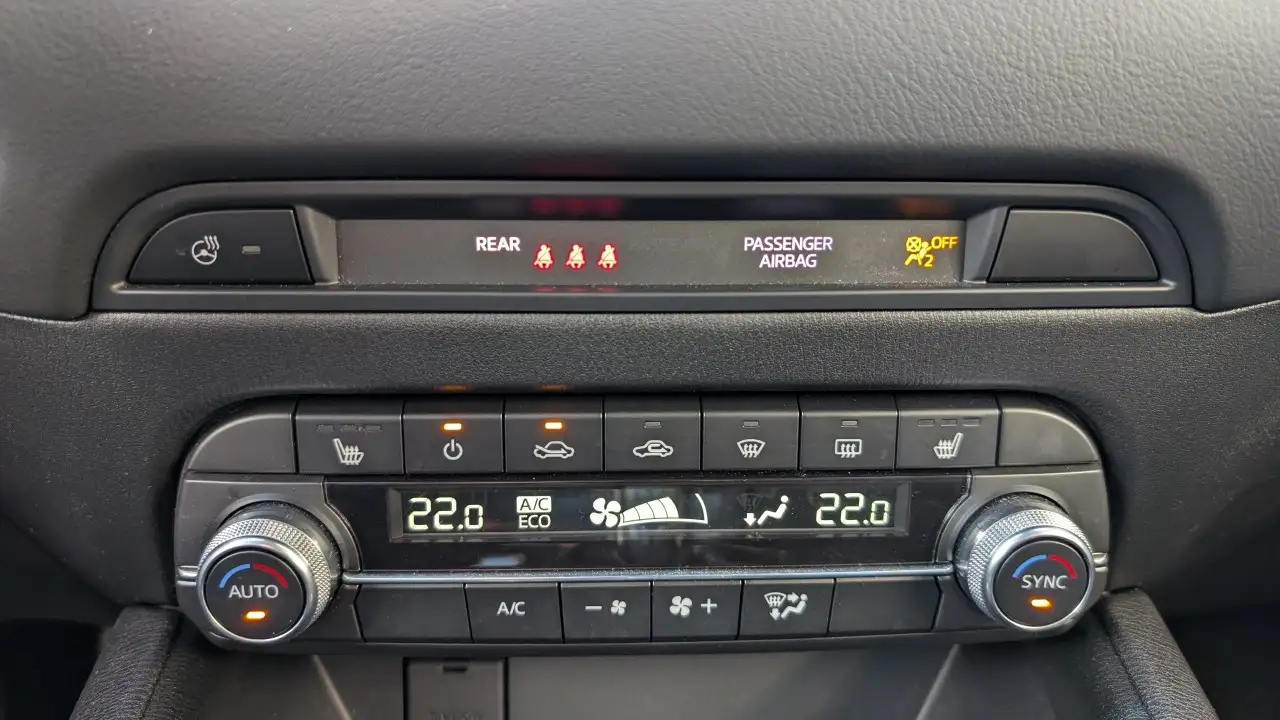 REAR
PASSENGER
AIRBAG
OFF
2
22.0
A/C
ECO
22.0
AUTO
A/C
− +
SYNC